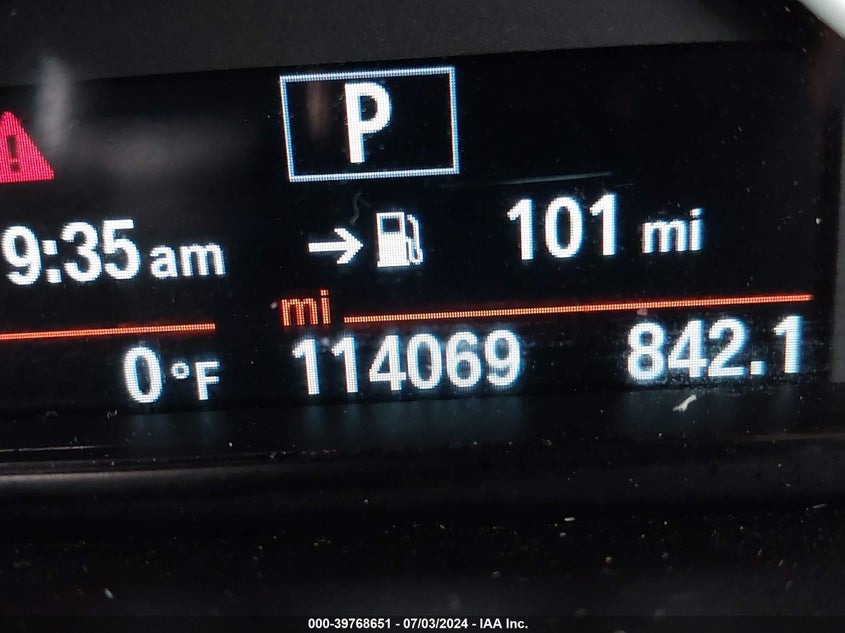 P
9:35 am → 101 mi
mi
0 °F 114069 842.1
000-39768651 - 07/03/2024 - IAA Inc.